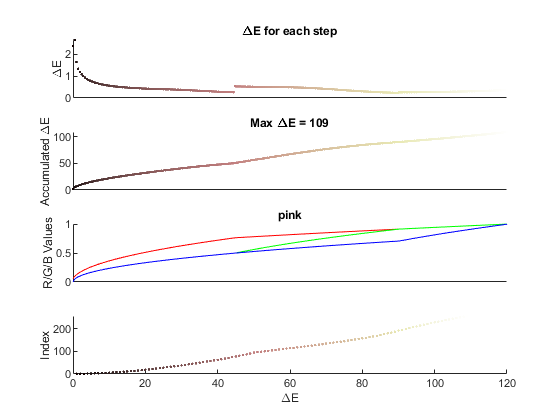 ΔE for each step
2
1
0
ΔE
Max ΔE = 109
100
50
0
Accumulated ΔE
pink
1
0.5
0
R/G/B Values
200
100
0
Index
0 20 40 60 80 100 120
ΔE